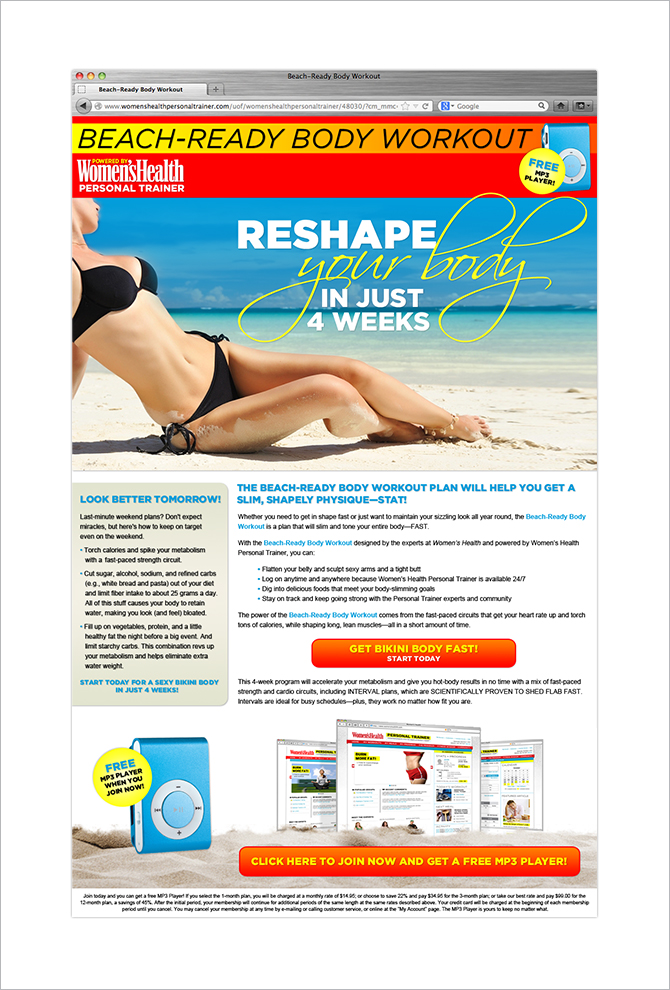 Beach-Ready Body Workout
Beach-Ready Body Workout
www.womenshealthpersonaltrainer.com/uof/womenshealthpersonaltrainer/48030/?cm_mmc
Google
BEACH-READY BODY WORKOUT
POWERED BY
Women'sHealth
PERSONAL TRAINER
FREE
MP3
PLAYER!
RESHAPE
your body
IN JUST
4 WEEKS
LOOK BETTER TOMORROW!
Last-minute weekend plans? Don't expect
miracles, but here's how to keep on target
even on the weekend.
• Torch calories and spike your metabolism
with a fast-paced strength circuit.
• Cut sugar, alcohol, sodium, and refined carbs
(e.g., white bread and pasta) out of your diet
and limit fiber intake to about 25 grams a day.
All of this stuff causes your body to retain
water, making you look (and feel) bloated.
• Fill up on vegetables, protein, and a little
healthy fat the night before a big event. And
limit starchy carbs. This combination revs up
your metabolism and helps eliminate extra
water weight.
START TODAY FOR A SEXY BIKINI BODY
IN JUST 4 WEEKS!
THE BEACH-READY BODY WORKOUT PLAN WILL HELP YOU GET A
SLIM, SHAPELY PHYSIQUE—STAT!
Whether you need to get in shape fast or just want to maintain your sizzling look all year round, the Beach-Ready Body
Workout is a plan that will slim and tone your entire body—FAST.
With the Beach-Ready Body Workout designed by the experts at Women's Health and powered by Women's Health
Personal Trainer, you can:
• Flatten your belly and sculpt sexy arms and a tight butt
• Log on anytime and anywhere because Women's Health Personal Trainer is available 24/7
• Dig into delicious foods that meet your body-slimming goals
• Stay on track and keep going strong with the Personal Trainer experts and community
The power of the Beach-Ready Body Workout comes from the fast-paced circuits that get your heart rate up and torch
tons of calories, while shaping long, lean muscles—all in a short amount of time.
GET BIKINI BODY FAST!
START TODAY
This 4-week program will accelerate your metabolism and give you hot-body results in no time with a mix of fast-paced
strength and cardio circuits, including INTERVAL plans, which are SCIENTIFICALLY PROVEN TO SHED FLAB FAST.
Intervals are ideal for busy schedules—plus, they work no matter how fit you are.
FREE
MP3 PLAYER
WHEN YOU
JOIN NOW!
Women'sHealth PERSONAL TRAINER
BURN
MORE FAT!
CLICK HERE TO JOIN NOW AND GET A FREE MP3 PLAYER!
Join today and you can get a free MP3 Player! If you select the 1-month plan, you will be charged at a monthly rate of $14.95; or choose to save 22% and pay $34.95 for the 3-month plan; or take our best rate and pay $99.00 for the
12-month plan, a savings of 45%. After the initial period, your membership will continue for additional periods of the same length at the same rates described above. Your credit card will be charged at the beginning of each membership
period until you cancel. You may cancel your membership at any time by e-mailing or calling customer service, or online at the "My Account" page. The MP3 Player is yours to keep no matter what.